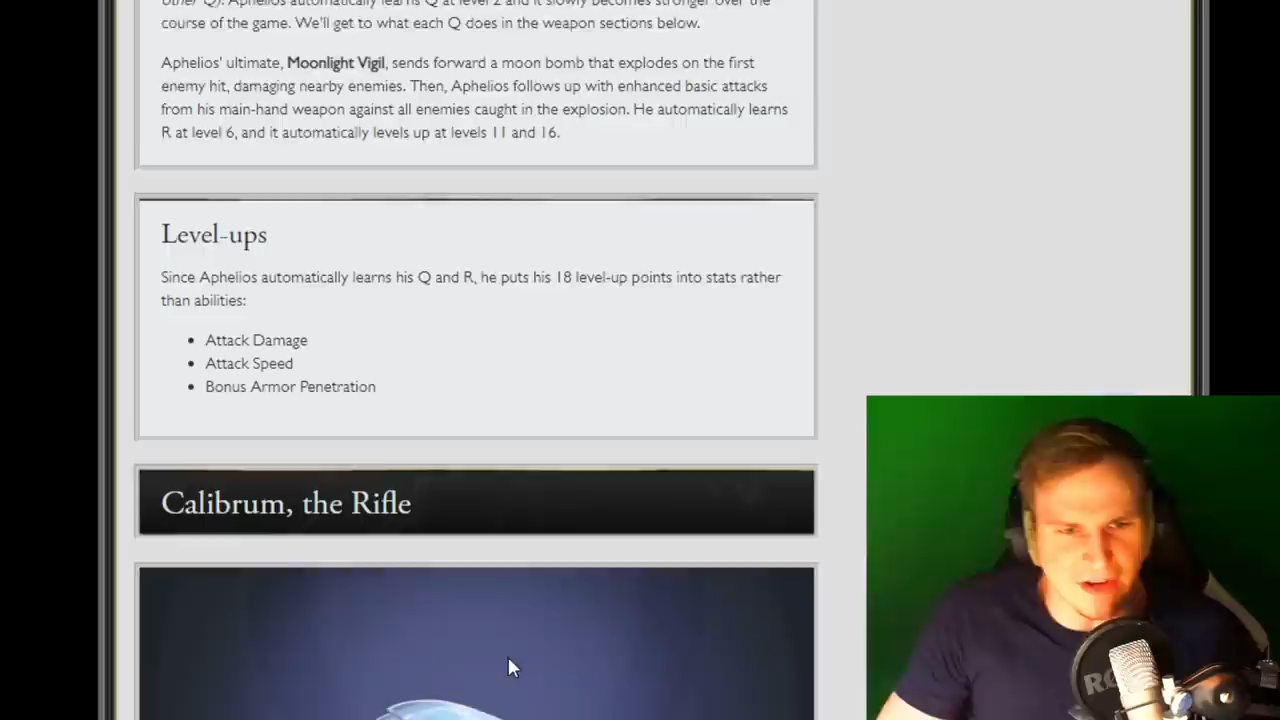 other Q). Aphelios automatically learns Q at level 2 and it slowly becomes stronger over the
course of the game. We'll get to what each Q does in the weapon sections below.
Aphelios' ultimate, Moonlight Vigil, sends forward a moon bomb that explodes on the first
enemy hit, damaging nearby enemies. Then, Aphelios follows up with enhanced basic attacks
from his main-hand weapon against all enemies caught in the explosion. He automatically learns
R at level 6, and it automatically levels up at levels 11 and 16.
Level-ups
Since Aphelios automatically learns his Q and R, he puts his 18 level-up points into stats rather
than abilities:
• Attack Damage
• Attack Speed
• Bonus Armor Penetration
Calibrum, the Rifle